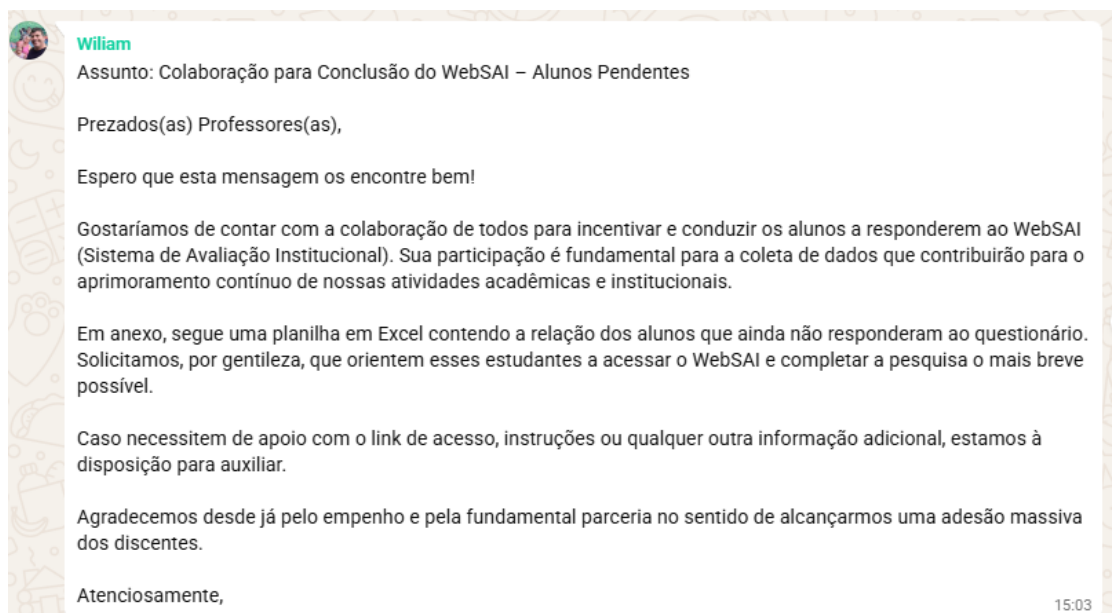 Wiliam
Assunto: Colaboração para Conclusão do WebSAI – Alunos Pendentes
Prezados(as) Professores(as),
Espero que esta mensagem os encontre bem!
Gostaríamos de contar com a colaboração de todos para incentivar e conduzir os alunos a responderem ao WebSAI
(Sistema de Avaliação Institucional). Sua participação é fundamental para a coleta de dados que contribuirão para o
aprimoramento contínuo de nossas atividades acadêmicas e institucionais.
Em anexo, segue uma planilha em Excel contendo a relação dos alunos que ainda não responderam ao questionário.
Solicitamos, por gentileza, que orientem esses estudantes a acessar o WebSAI e completar a pesquisa o mais breve
possível.
Caso necessitem de apoio com o link de acesso, instruções ou qualquer outra informação adicional, estamos à
disposição para auxiliar.
Agradecemos desde já pelo empenho e pela fundamental parceria no sentido de alcançarmos uma adesão massiva
dos discentes.
Atenciosamente,
15:03